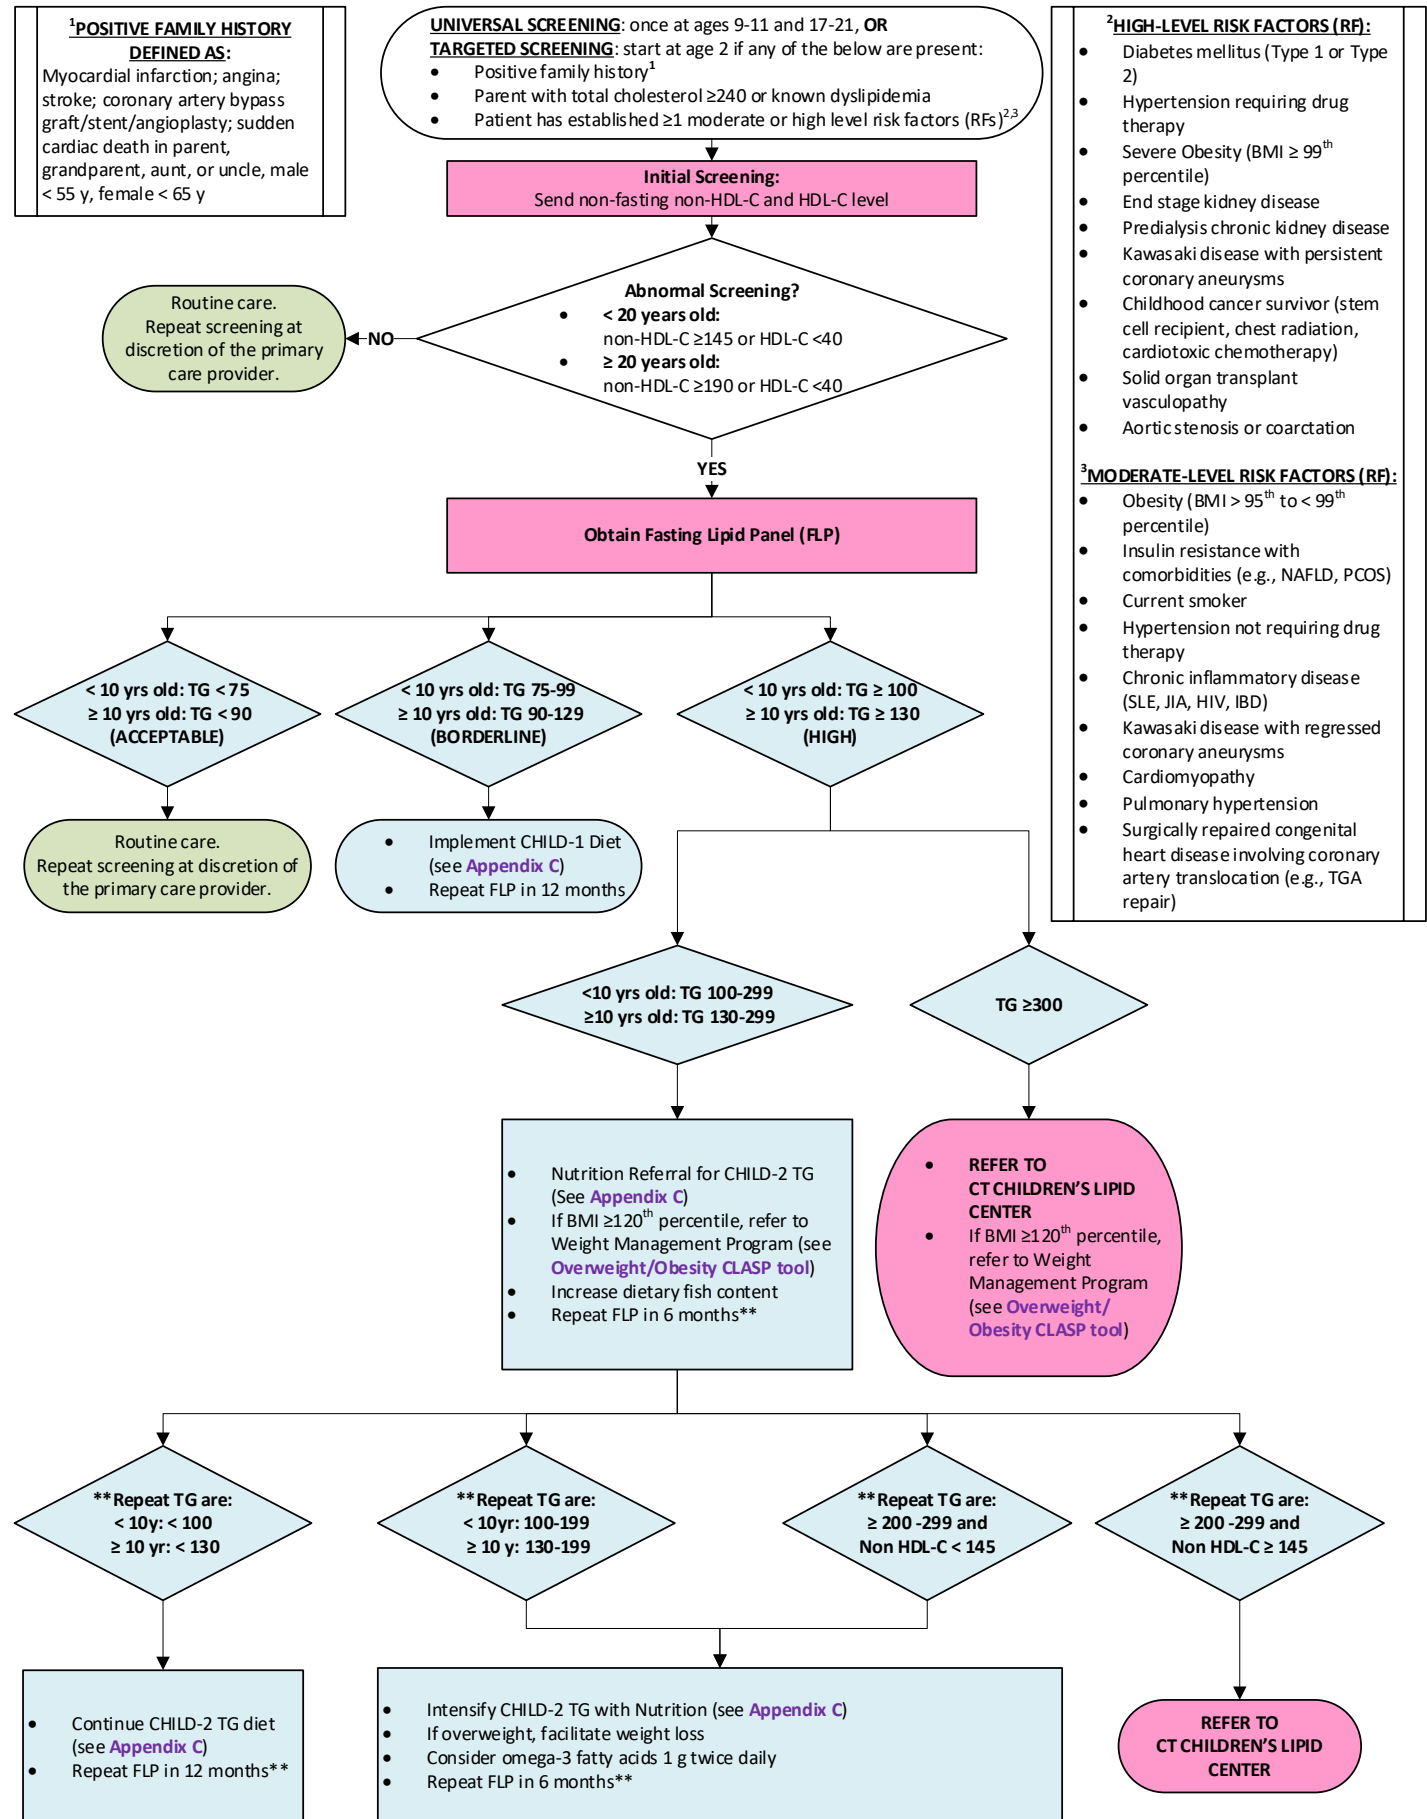 ¹POSITIVE FAMILY HISTORY
DEFINED AS:
Myocardial infarction; angina;
stroke; coronary artery bypass
graft/stent/angioplasty; sudden
cardiac death in parent,
grandparent, aunt, or uncle, male
< 55 y, female < 65 y
UNIVERSAL SCREENING: once at ages 9-11 and 17-21, OR
TARGETED SCREENING: start at age 2 if any of the below are present:
• Positive family history¹
• Parent with total cholesterol ≥240 or known dyslipidemia
• Patient has established ≥1 moderate or high level risk factors (RFs)²,³
Initial Screening:
Send non-fasting non-HDL-C and HDL-C level
Abnormal Screening?
• < 20 years old:
non-HDL-C ≥145 or HDL-C <40
• ≥ 20 years old:
non-HDL-C ≥190 or HDL-C <40
NO
Routine care.
Repeat screening at
discretion of the primary
care provider.
YES
Obtain Fasting Lipid Panel (FLP)
²HIGH-LEVEL RISK FACTORS (RF):
• Diabetes mellitus (Type 1 or Type
2)
• Hypertension requiring drug
therapy
• Severe Obesity (BMI ≥ 99th
percentile)
• End stage kidney disease
• Predialysis chronic kidney disease
• Kawasaki disease with persistent
coronary aneurysms
• Childhood cancer survivor (stem
cell recipient, chest radiation,
cardiotoxic chemotherapy)
• Solid organ transplant
vasculopathy
• Aortic stenosis or coarctation
³MODERATE-LEVEL RISK FACTORS (RF):
• Obesity (BMI > 95th to < 99th
percentile)
• Insulin resistance with
comorbidities (e.g., NAFLD, PCOS)
• Current smoker
• Hypertension not requiring drug
therapy
• Chronic inflammatory disease
(SLE, JIA, HIV, IBD)
• Kawasaki disease with regressed
coronary aneurysms
• Cardiomyopathy
• Pulmonary hypertension
• Surgically repaired congenital
heart disease involving coronary
artery translocation (e.g., TGA
repair)
< 10 yrs old: TG < 75
≥ 10 years old: TG < 90
(ACCEPTABLE)
< 10 yrs old: TG 75-99
≥ 10 yrs old: TG 90-129
(BORDERLINE)
< 10 yrs old: TG ≥ 100
≥ 10 yrs old: TG ≥ 130
(HIGH)
Routine care.
Repeat screening at discretion of
the primary care provider.
• Implement CHILD-1 Diet
(see Appendix C)
• Repeat FLP in 12 months
<10 yrs old: TG 100-299
≥10 yrs old: TG 130-299
TG ≥300
• Nutrition Referral for CHILD-2 TG
(See Appendix C)
• If BMI ≥120th percentile, refer to
Weight Management Program (see
Overweight/Obesity CLASP tool)
• Increase dietary fish content
• Repeat FLP in 6 months**
• REFER TO
CT CHILDREN'S LIPID
CENTER
• If BMI ≥120th percentile,
refer to Weight
Management Program
(see Overweight/
Obesity CLASP tool)
**Repeat TG are:
< 10y: < 100
≥ 10 yr: < 130
**Repeat TG are:
< 10yr: 100-199
≥ 10 y: 130-199
**Repeat TG are:
≥ 200 -299 and
Non HDL-C < 145
**Repeat TG are:
≥ 200 -299 and
Non HDL-C ≥ 145
• Continue CHILD-2 TG diet
(see Appendix C)
• Repeat FLP in 12 months**
• Intensify CHILD-2 TG with Nutrition (see Appendix C)
• If overweight, facilitate weight loss
• Consider omega-3 fatty acids 1 g twice daily
• Repeat FLP in 6 months**
REFER TO
CT CHILDREN'S LIPID
CENTER